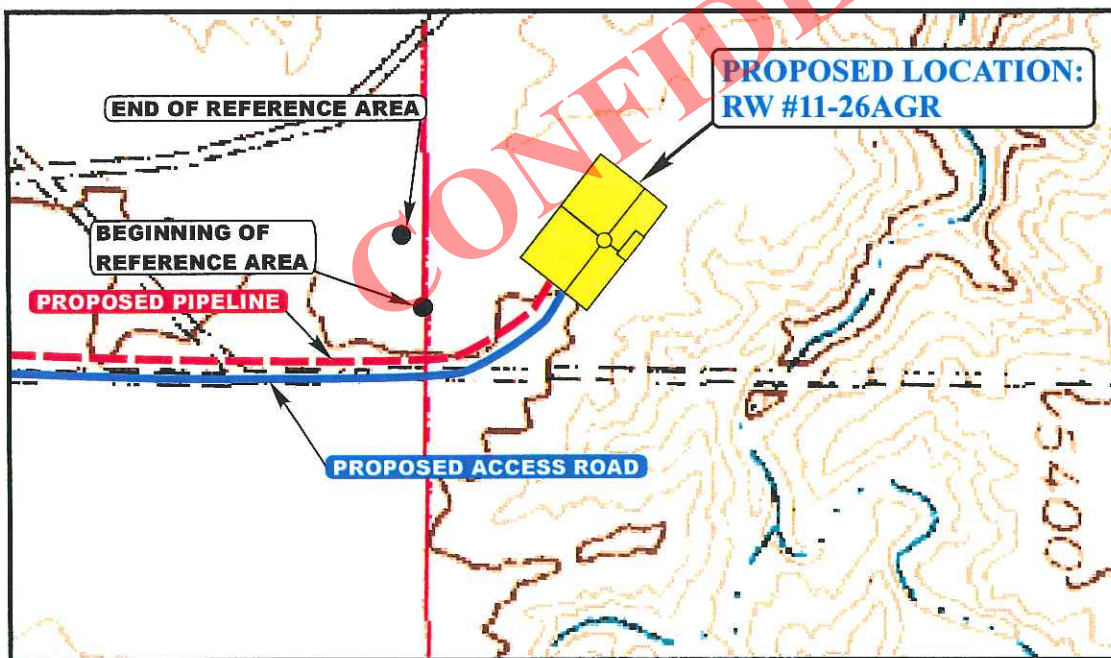 CONFIDE
PROPOSED LOCATION:
RW #11-26AGR
END OF REFERENCE AREA
BEGINNING OF
REFERENCE AREA
PROPOSED PIPELINE
PROPOSED ACCESS ROAD
5400